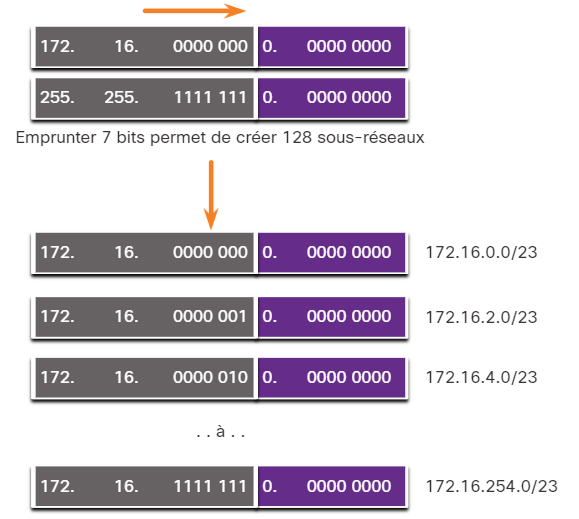 172. 16. 0000 000 0. 0000 0000
255. 255. 1111 111 0. 0000 0000
Emprunter 7 bits permet de créer 128 sous-réseaux
172. 16. 0000 000 0. 0000 0000 172.16.0.0/23
172. 16. 0000 001 0. 0000 0000 172.16.2.0/23
172. 16. 0000 010 0. 0000 0000 172.16.4.0/23
. . à . .
172. 16. 1111 111 0. 0000 0000 172.16.254.0/23